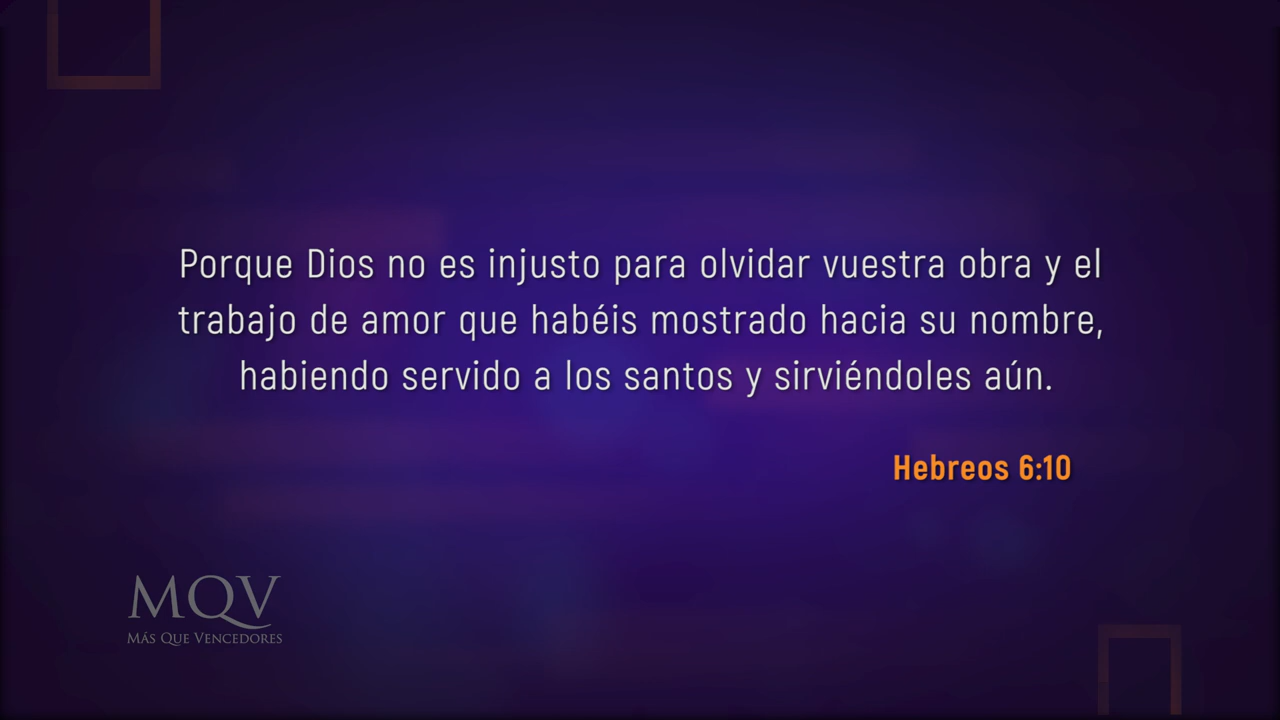 Porque Dios no es injusto para olvidar vuestra obra y el
trabajo de amor que habéis mostrado hacia su nombre,
habiendo servido a los santos y sirviéndoles aún.
Hebreos 6:10
MQV
MÁS QUE VENCEDORES